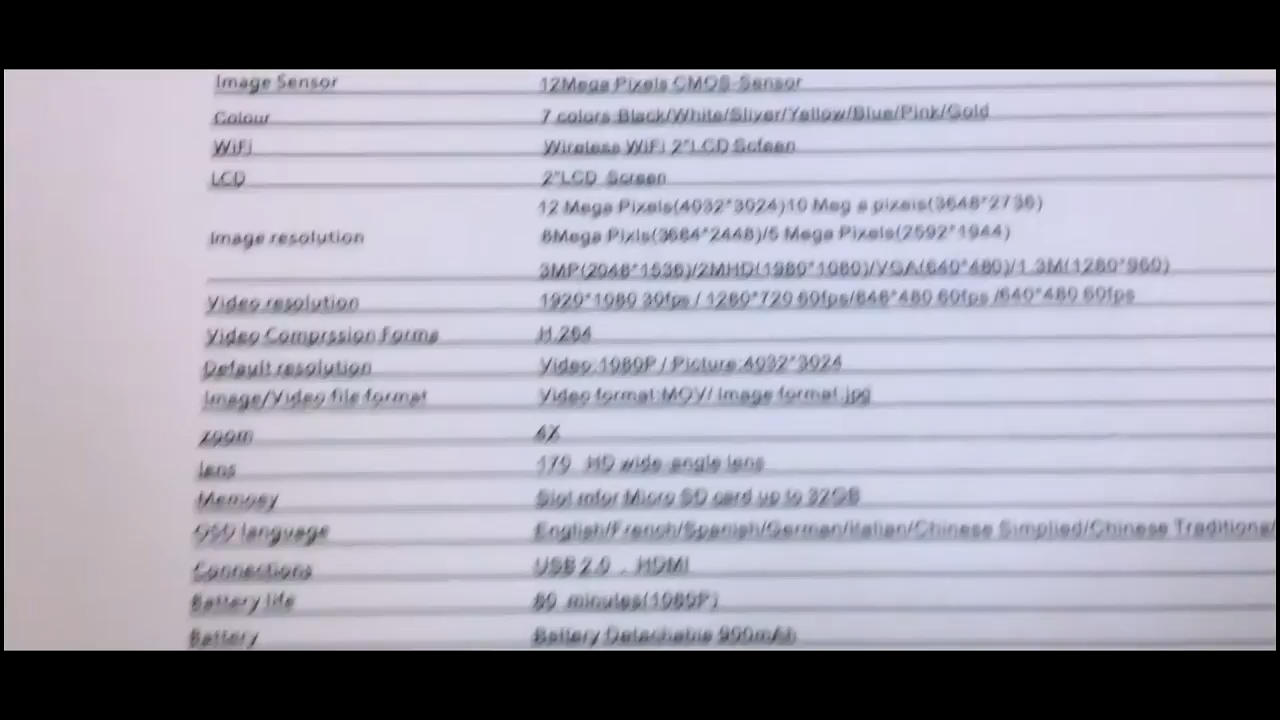 Image Sensor 12Mega Pixels CMOS Sensor
Colour 7 colors Black/White/Sliver/Yellow/Blue/Pink/Gold
WiFi Wireless WiFi 2"LCD Screen
LCD 2"LCD Screen
12 Mega Pixels(4032*3024)10 Meg a pixels(3648*2736)
Image resolution 8Mega Pixls(3664*2448)/5 Mega Pixels(2592*1944)
3MP(2048*1536)/2MHD(1980*1080)/VGA(640*480)/1.3M(1280*960)
Video resolution 1920*1080 30fps / 1280*720 60fps/848*480 60fps /640*480 60fps
Video Comprssion Forms H.264
Default resolution Video:1080P / Picture:4032*3024
Image/Video file format Video format:MOV/ Image format:jpg
zoom 4X
lens 170 HD wide angle lens
Memory Slot Micro SD card up to 32GB
OSD language English/French/Spanish/German/Italian/Chinese Simplied/Chinese Traditional/
Connections USB 2.0 . HDMI
Battery life 80 minutes(1080P)
Battery Battery Detachable 900mAh